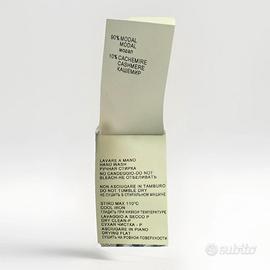 90% MODAL
MODAL
МОДАЛ
10% CACHEMIRE
CASHMERE
КАШЕМИР
LAVARE A MANO
HAND WASH
РУЧНАЯ СТИРКА
NO CANDEGGIO-DO NOT
BLEACH-НЕ ОТБЕЛИВАТЬ
NON ASCIUGARE IN TAMBURO
DO NOT TUMBLE DRY
НЕ СУШИТЬ В СТИРАЛЬНОЙ МАШИНЕ
STIRO MAX 110°C
COOL IRON
ГЛАДИТЬ ПРИ НИЗКОЙ ТЕМПЕРАТУРЕ
LAVAGGIO A SECCO P
DRY CLEAN P
СУХАЯ ЧИСТКА - P
ASCIUGARE IN PIANO
DRYING FLAT
СУШИТЬ НА РОВНОЙ ПОВЕРХНОСТИ
subito